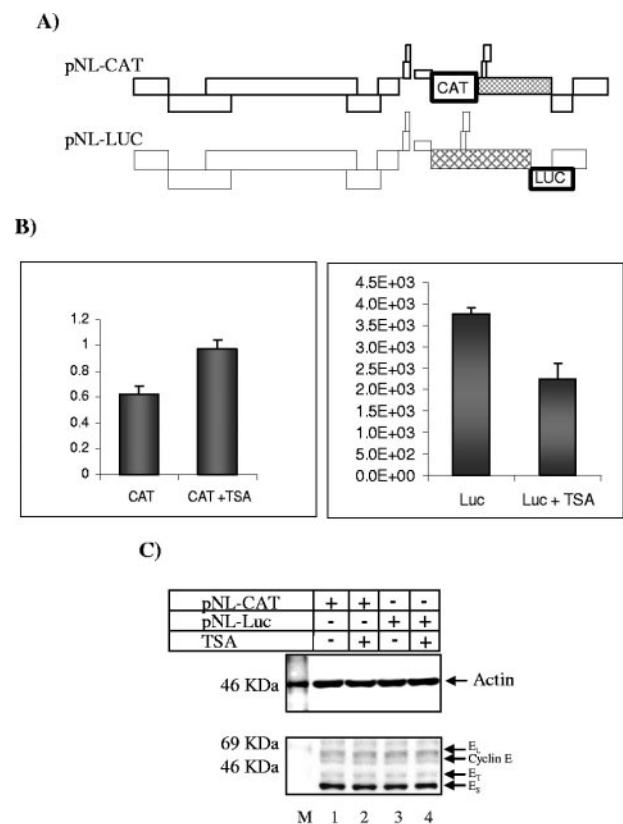 A)
pNL-CAT
CAT
pNL-LUC
LUC
B)
1.2
1
0.8
0.6
0.4
0.2
0
CAT CAT +TSA
4.5E+03
4.0E+03
3.5E+03
3.0E+03
2.5E+03
2.0E+03
1.5E+03
1.0E+03
5.0E+02
0.0E+00
Luc Luc + TSA
C)
pNL-CAT + + - -
pNL-Luc - - + +
TSA - + - +
46 KDa Actin
69 KDa E_L
Cyclin E
46 KDa
E_T
E_S
M 1 2 3 4